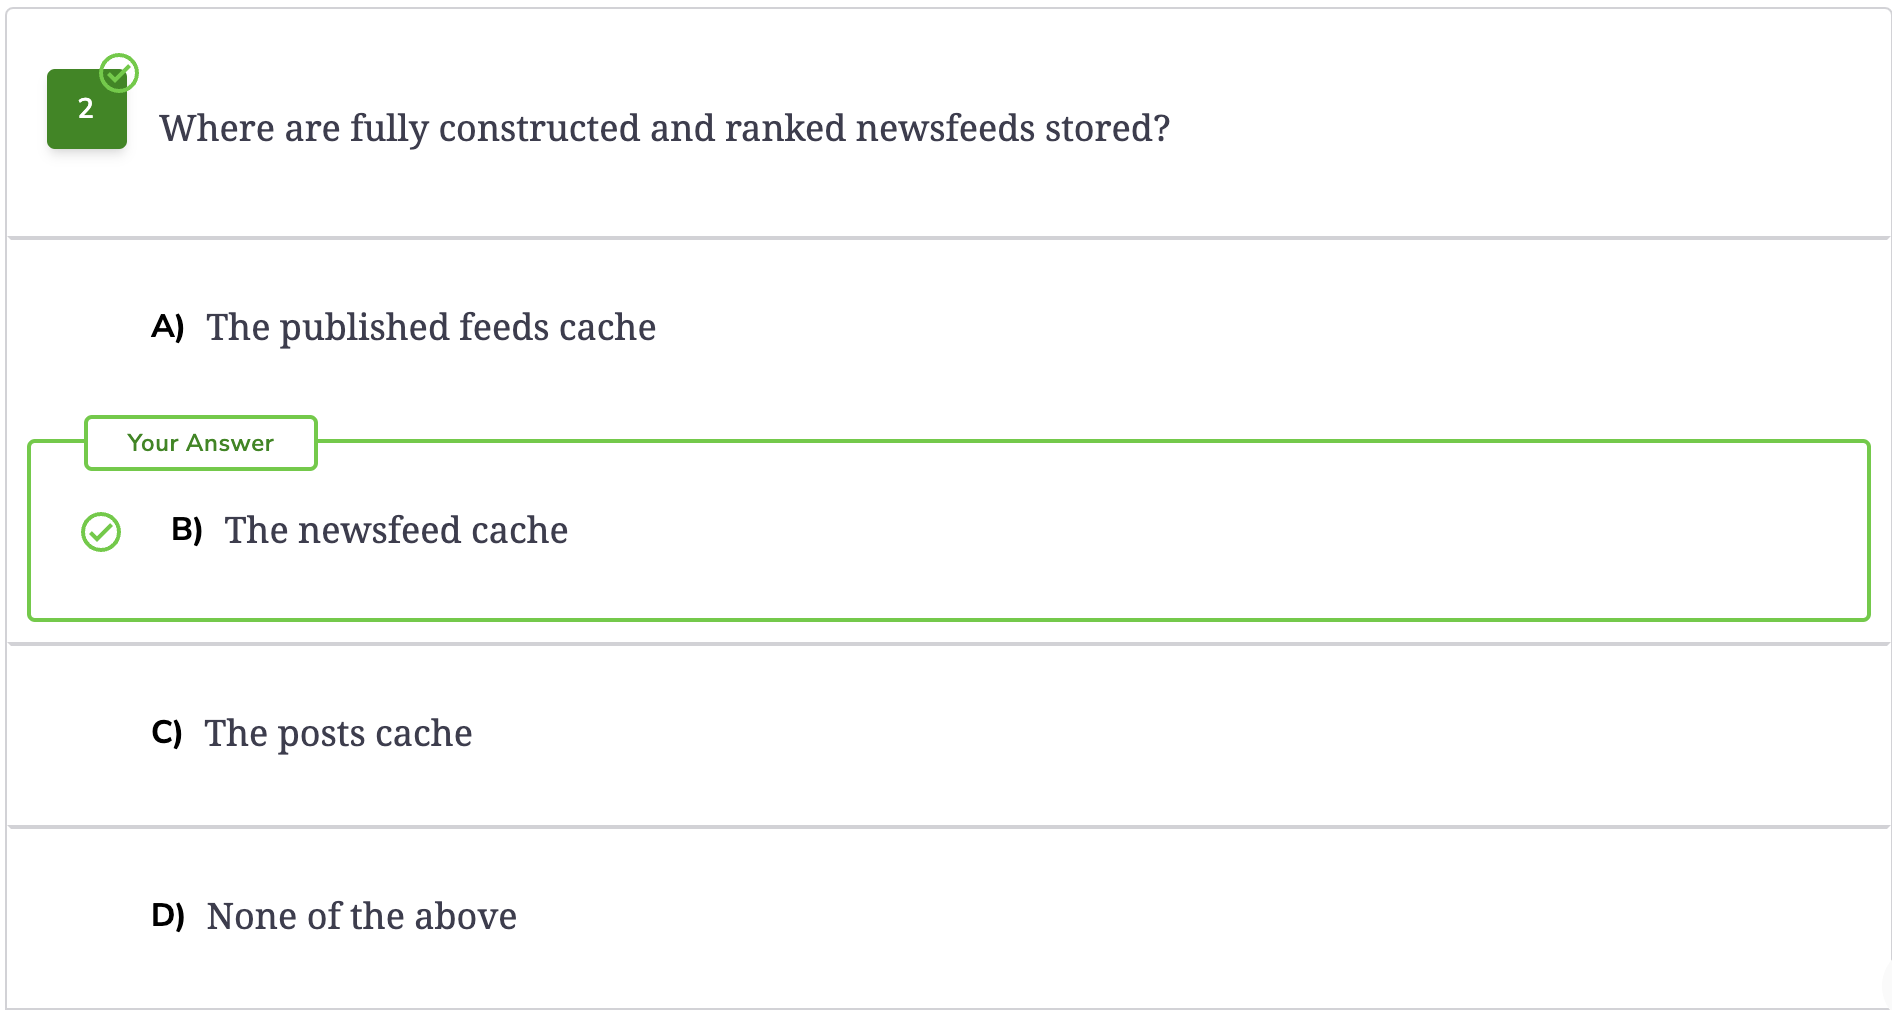 2
Where are fully constructed and ranked newsfeeds stored?
A) The published feeds cache
Your Answer
B) The newsfeed cache
C) The posts cache
D) None of the above